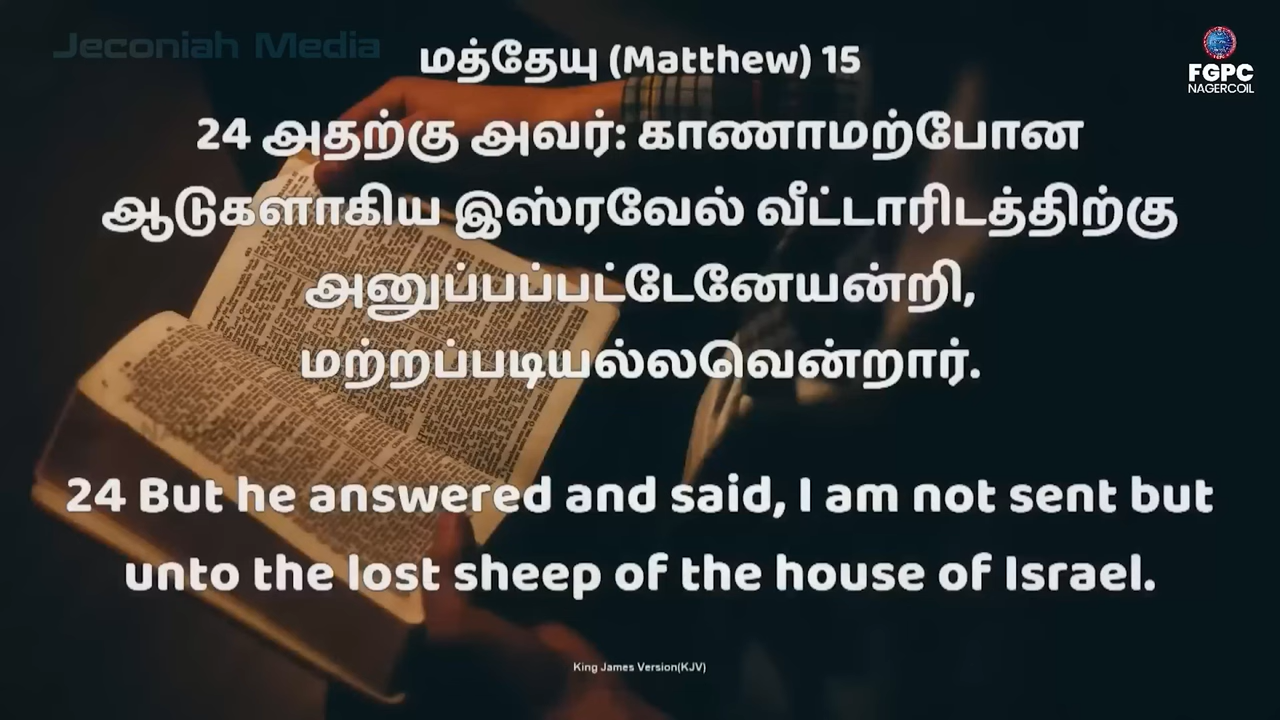 Jeconiah Media
மத்தேயு (Matthew) 15
FGPC
NAGERCOIL
24 அதற்கு அவர்: காணாமற்போன
ஆடுகளாகிய இஸ்ரவேல் வீட்டாரிடத்திற்கு
அனுப்பப்பட்டேனேயன்றி,
மற்றப்படியல்லவென்றார்.
24 But he answered and said, I am not sent but
unto the lost sheep of the house of Israel.
King James Version(KJV)